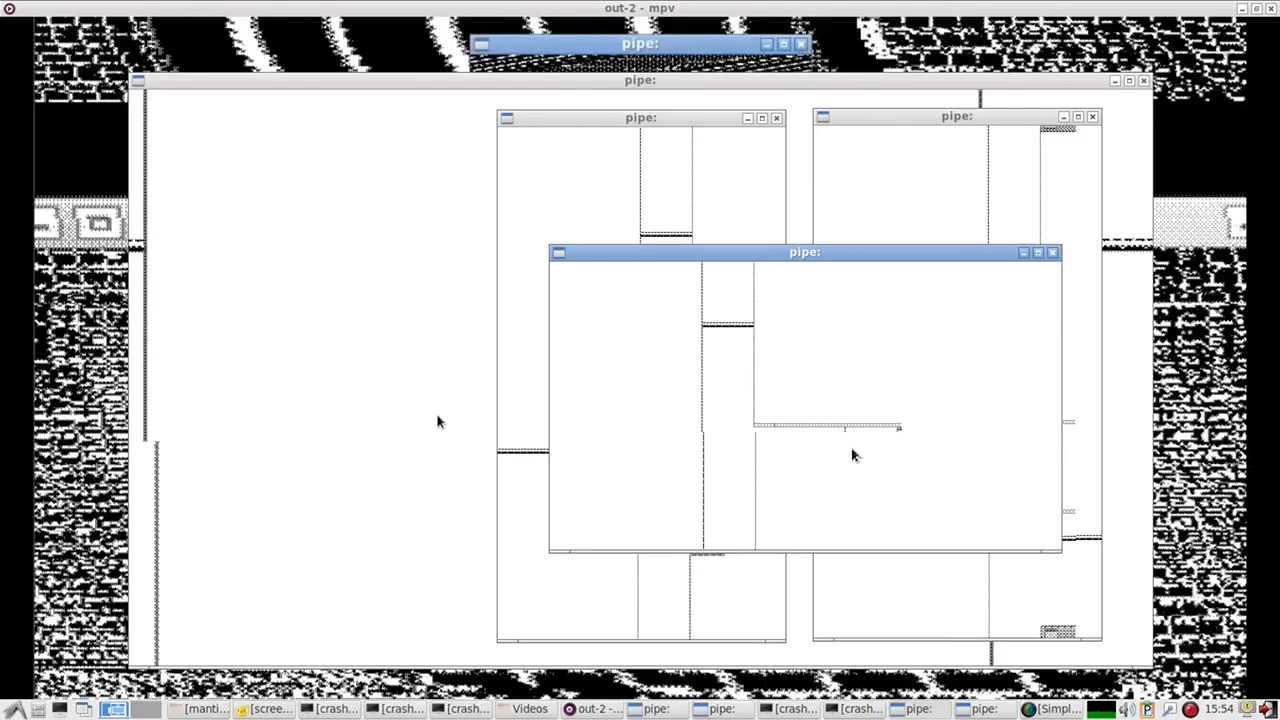 out-2 - mpv
pipe:
pipe:
pipe:
pipe:
pipe:
[manti...
[scree...
[crash...
[crash...
[crash...
Videos
out-2 -...
pipe:
pipe:
[crash...
[crash...
pipe:
pipe:
[Simpl...
15:54